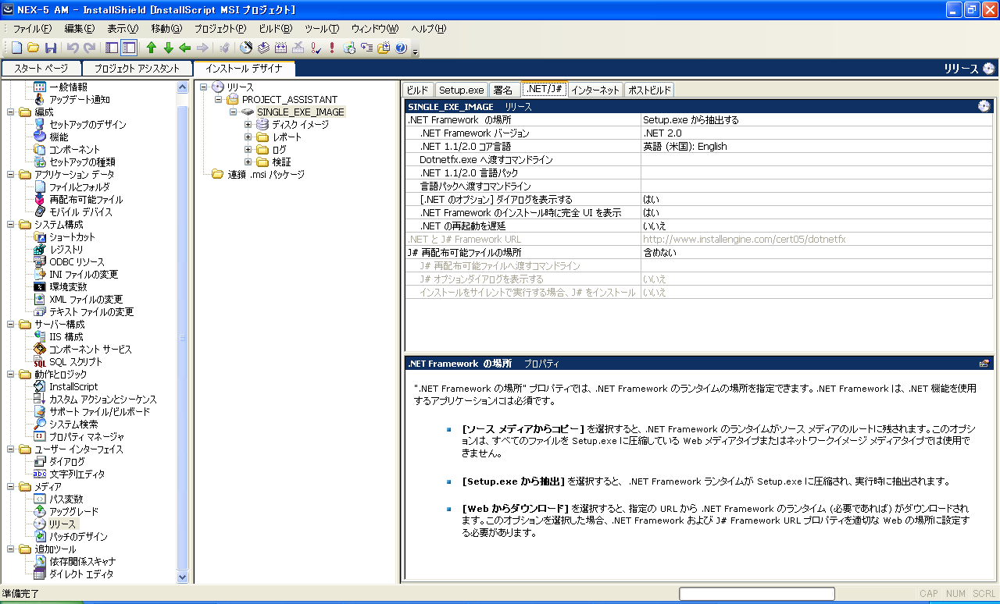 NEX-5 AM - InstallShield [InstallScript MSI プロジェクト]
ファイル(F) 編集(E) 表示(V) 移動(G) プロジェクト(P) ビルド(B) ツール(T) ウィンドウ(W) ヘルプ(H)
スタート ページ プロジェクト アシスタント インストール デザイナ リリース
一般情報
アップデート通知
編成
セットアップのデザイン
機能
コンポーネント
セットアップの種類
アプリケーション データ
ファイルとフォルダ
再配布可能ファイル
モバイル デバイス
システム構成
ショートカット
レジストリ
ODBC リソース
INI ファイルの変更
環境変数
XML ファイルの変更
テキスト ファイルの変更
サーバー構成
IIS 構成
コンポーネント サービス
SQL スクリプト
動作とロジック
InstallScript
カスタム アクションとシーケンス
サポート ファイル/ビルボード
システム検索
プロパティ マネージャ
ユーザー インターフェイス
ダイアログ
文字列エディタ
メディア
パス変数
アップグレード
リリース
パッチのデザイン
追加ツール
依存関係スキャナ
ダイレクト エディタ
リリース
PROJECT_ASSISTANT
SINGLE_EXE_IMAGE
ディスク イメージ
レポート
ログ
検証
連鎖 .msi パッケージ
ビルド Setup.exe 署名 .NET/J# インターネット ポストビルド
SINGLE_EXE_IMAGE リリース
.NET Framework の場所 Setup.exe から抽出する
.NET Framework バージョン .NET 2.0
.NET 1.1/2.0 コア言語 英語 (米国): English
Dotnetfx.exe へ渡すコマンドライン
.NET 1.1/2.0 言語パック
言語パックへ渡すコマンドライン
[.NET のオプション] ダイアログを表示する はい
.NET Framework のインストール時に完全 UI を表示 はい
.NET の再起動を遅延 いいえ
.NET と J# Framework URL http://www.installengine.com/cert05/dotnetfx
J# 再配布可能ファイルの場所 含めない
J# 再配布可能ファイルへ渡すコマンドライン
J# オプションダイアログを表示する いいえ
インストールをサイレントで実行する場合、J# をインストール いいえ
.NET Framework の場所 プロパティ
".NET Framework の場所" プロパティでは、.NET Framework のランタイムの場所を指定できます。.NET Framework は、.NET 機能を使用
するアプリケーションには必須です。
[ソース メディアからコピー] を選択すると、.NET Framework のランタイムがソース メディアのルートに残されます。このオプシ
ョンは、すべてのファイルを Setup.exe に圧縮している Web メディアタイプまたはネットワークイメージ メディアタイプでは使用で
きません。
[Setup.exe から抽出] を選択すると、 .NET Framework ランタイムが Setup.exe に圧縮され、実行時に抽出されます。
[Web からダウンロード] を選択すると、指定の URL から .NET Framework のランタイム (必要であれば) がダウンロードされ
ます。このオプションを選択した場合、.NET Framework および J# Framework URL プロパティを適切な Web の場所に設定す
る必要があります。
準備完了 CAP NUM SCRL